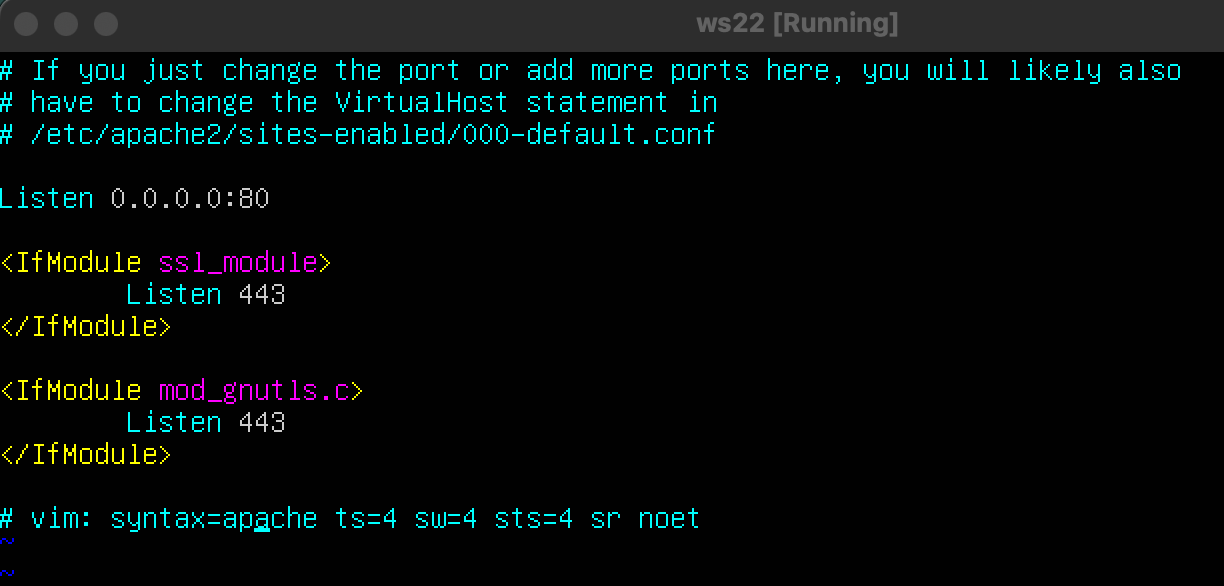 ws22 [Running]
# If you just change the port or add more ports here, you will likely also
# have to change the VirtualHost statement in
# /etc/apache2/sites-enabled/000-default.conf
Listen 0.0.0.0:80
<IfModule ssl_module>
        Listen 443
</IfModule>
<IfModule mod_gnutls.c>
        Listen 443
</IfModule>
# vim: syntax=apache ts=4 sw=4 sts=4 sr noet
~
~